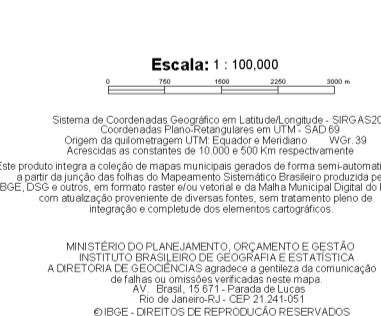 Escala: 1 : 100,000
0 750 1500 2250 3000 m
Sistema de Coordenadas Geográfico em Latitude/Longitude - SIRGAS20
Coordenadas Plano-Retangulares em UTM - SAD 69
Origem da quilometragem UTM: Equador e Meridiano WGr. 39
Acrescidas as constantes de 10.000 e 500 Km respectivamente
Este produto integra a coleção de mapas municipais gerados de forma semi-automati
a partir da junção das folhas do Mapeamento Sistemático Brasileiro produzida pe
BGE, DSG e outros, em formato raster e/ou vetorial e da Malha Municipal Digital do
com atualização proveniente de diversas fontes, sem tratamento pleno de
integração e completude dos elementos cartográficos.
MINISTÉRIO DO PLANEJAMENTO, ORÇAMENTO E GESTÃO
INSTITUTO BRASILEIRO DE GEOGRAFIA E ESTATÍSTICA
A DIRETORIA DE GEOCIÊNCIAS agradece a gentileza da comunicação
de falhas ou omissões verificadas neste mapa.
AV. Brasil, 15 671 - Parada de Lucas
Rio de Janeiro-RJ - CEP 21.241-051
© IBGE - DIREITOS DE REPRODUÇÃO RESERVADOS